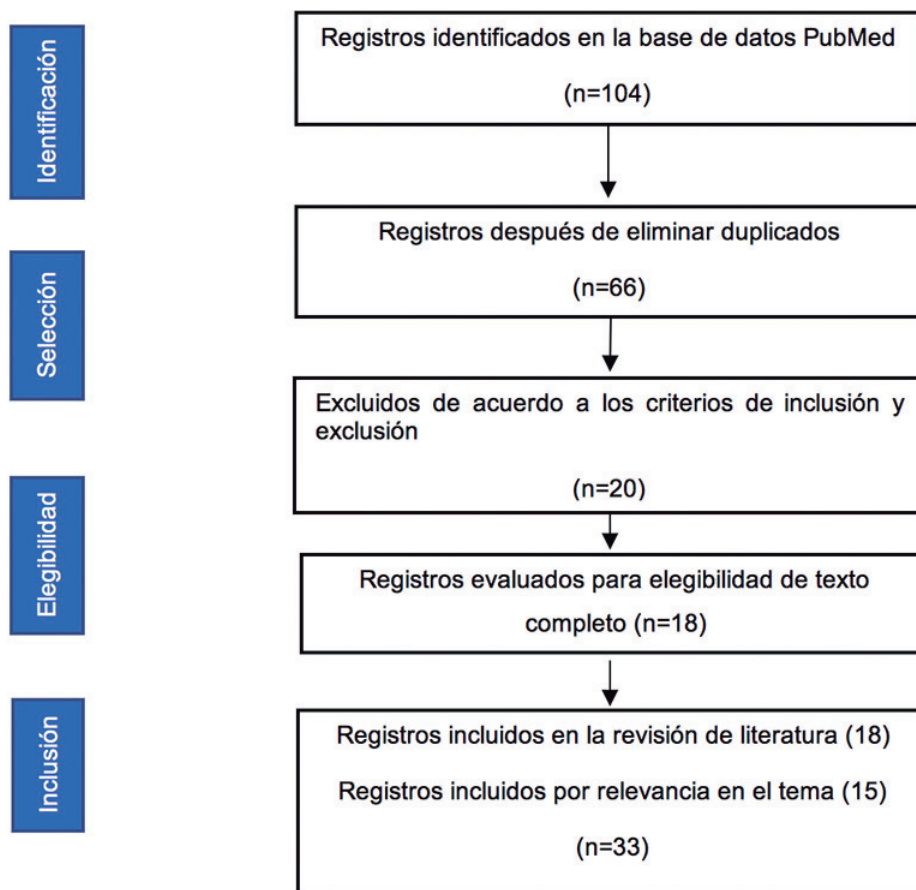 Identificación
Registros identificados en la base de datos PubMed
(n=104)
Selección
Registros después de eliminar duplicados
(n=66)
Excluidos de acuerdo a los criterios de inclusión y
exclusión
(n=20)
Elegibilidad
Registros evaluados para elegibilidad de texto
completo (n=18)
Inclusión
Registros incluidos en la revisión de literatura (18)
Registros incluidos por relevancia en el tema (15)
(n=33)